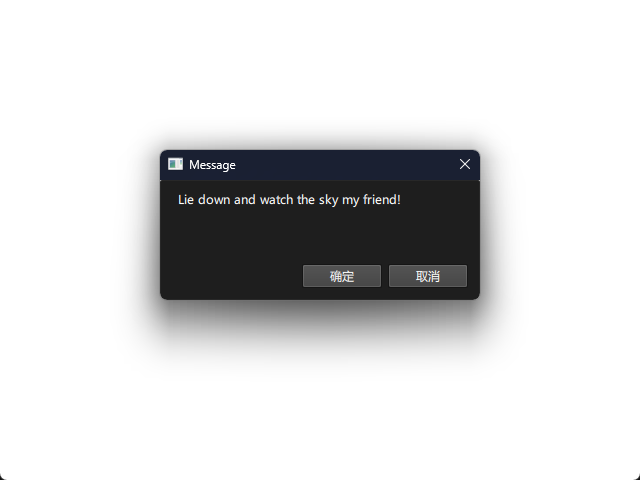 Message
Lie down and watch the sky my friend!
确定 取消